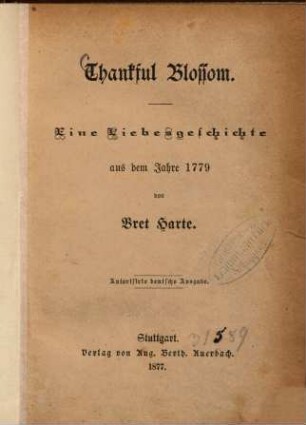 Thankful Blossom.
Eine Liebesgeschichte
aus dem Jahre 1779
von
Bret Harte.
Autorisirte deutsche Ausgabe.
Stuttgart.
Verlag von Aug. Berth. Auerbach.
1877.